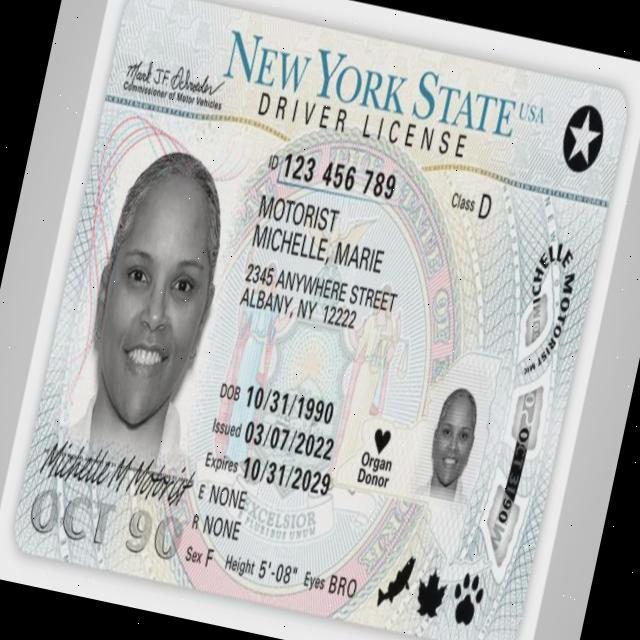 NEW YORK STATE USA
DRIVER LICENSE
Mark J.F. Schroeder
Commissioner of Motor Vehicles
ID 123 456 789
Class D
MOTORIST
MICHELLE, MARIE
2345 ANYWHERE STREET
ALBANY, NY 12222
DOB 10/31/1990
Issued 03/07/2022
Expires 10/31/2029
E NONE
R NONE
Organ
Donor
Sex F Height 5'-08" Eyes BRO
Michelle M Motorist
OCT 90
EXCELSIOR